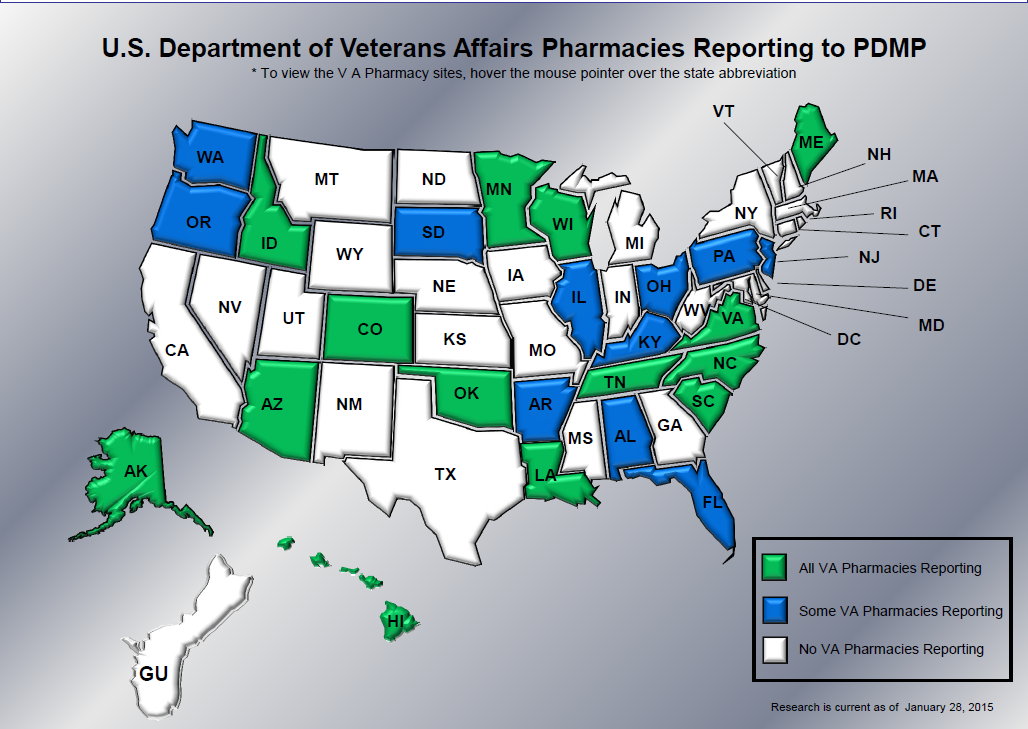 U.S. Department of Veterans Affairs Pharmacies Reporting to PDMP
* To view the V A Pharmacy sites, hover the mouse pointer over the state abbreviation
VT
ME
NH
WA
MT
ND
MN
MA
OR
ID
SD
WI
NY
RI
MI
CT
WY
PA
NJ
IA
NE
IL
IN
OH
DE
NV
UT
CO
KS
WV
VA
MD
CA
MO
KY
DC
AZ
NM
OK
AR
TN
NC
SC
MS
AL
GA
TX
LA
FL
AK
HI
GU
All VA Pharmacies Reporting
Some VA Pharmacies Reporting
No VA Pharmacies Reporting
Research is current as of January 28, 2015